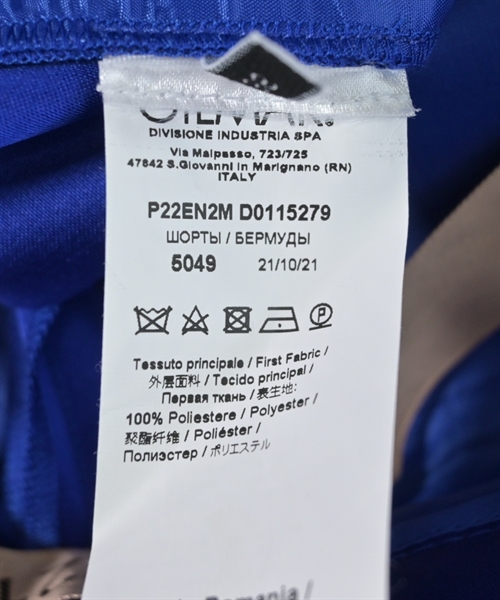 GILMAR®
DIVISIONE INDUSTRIA SPA
Via Malpasso, 723/725
47842 S.Giovanni in Marignano (RN)
ITALY
P22EN2M D0115279
ШОРТЫ / БЕРМУДЫ
5049 21/10/21
P
Tessuto principale / First Fabric /
外层面料 / Tecido principal /
Первая ткань / 表生地:
100% Poliestere / Polyester /
聚酯纤维 / Poliéster /
Полиэстер / ポリエステル
Romania /